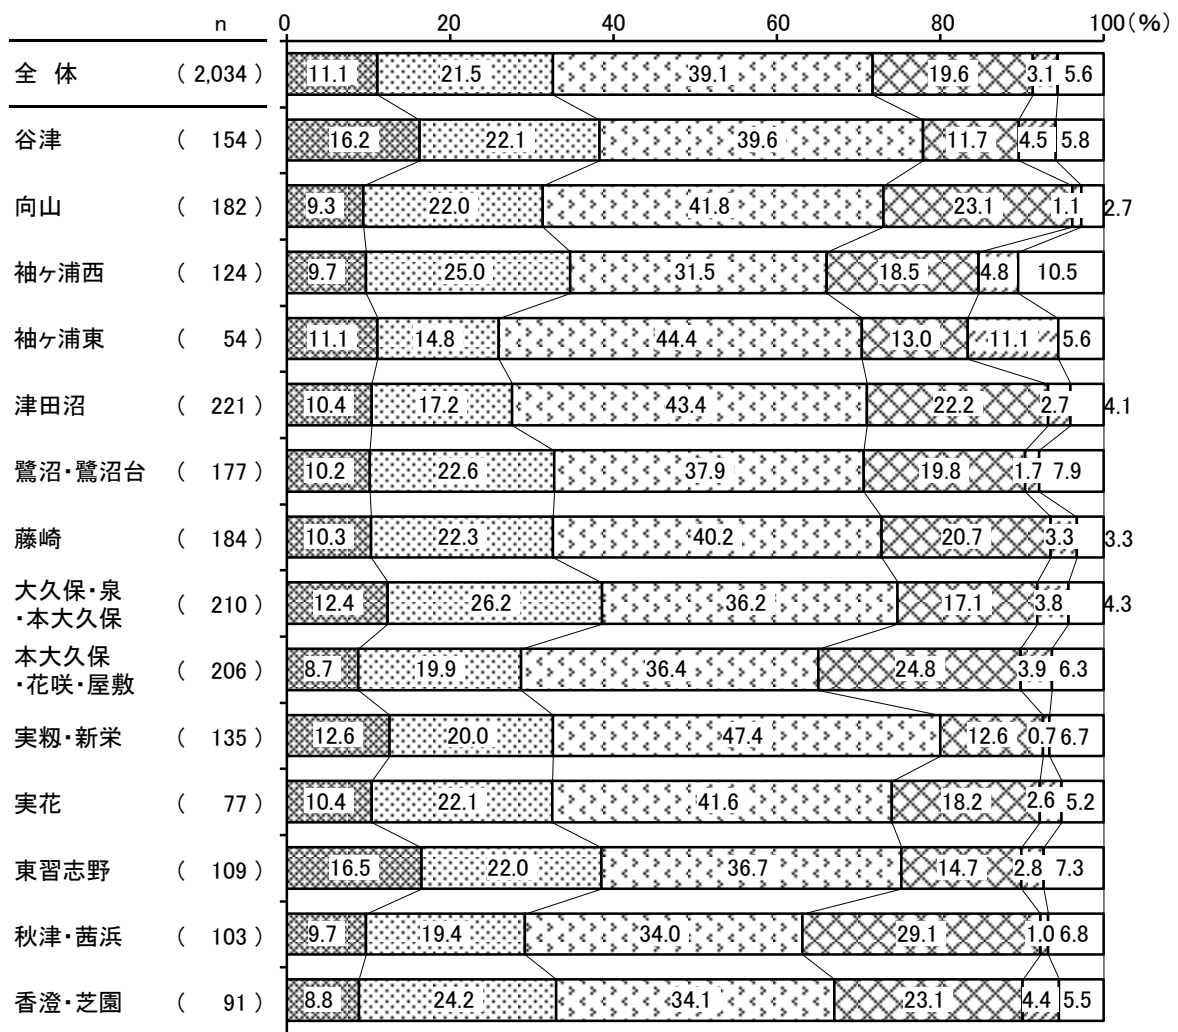 n 0 20 40 60 80 100(%)
全 体 ( 2,034 ) 11.1 21.5 39.1 19.6 3.1 5.6
谷津 ( 154 ) 16.2 22.1 39.6 11.7 4.5 5.8
向山 ( 182 ) 9.3 22.0 41.8 23.1 1.1 2.7
袖ヶ浦西 ( 124 ) 9.7 25.0 31.5 18.5 4.8 10.5
袖ヶ浦東 ( 54 ) 11.1 14.8 44.4 13.0 11.1 5.6
津田沼 ( 221 ) 10.4 17.2 43.4 22.2 2.7 4.1
鷺沼・鷺沼台 ( 177 ) 10.2 22.6 37.9 19.8 1.7 7.9
藤崎 ( 184 ) 10.3 22.3 40.2 20.7 3.3 3.3
大久保・泉
・本大久保 ( 210 ) 12.4 26.2 36.2 17.1 3.8 4.3
本大久保
・花咲・屋敷 ( 206 ) 8.7 19.9 36.4 24.8 3.9 6.3
実籾・新栄 ( 135 ) 12.6 20.0 47.4 12.6 0.7 6.7
実花 ( 77 ) 10.4 22.1 41.6 18.2 2.6 5.2
東習志野 ( 109 ) 16.5 22.0 36.7 14.7 2.8 7.3
秋津・茜浜 ( 103 ) 9.7 19.4 34.0 29.1 1.0 6.8
香澄・芝園 ( 91 ) 8.8 24.2 34.1 23.1 4.4 5.5